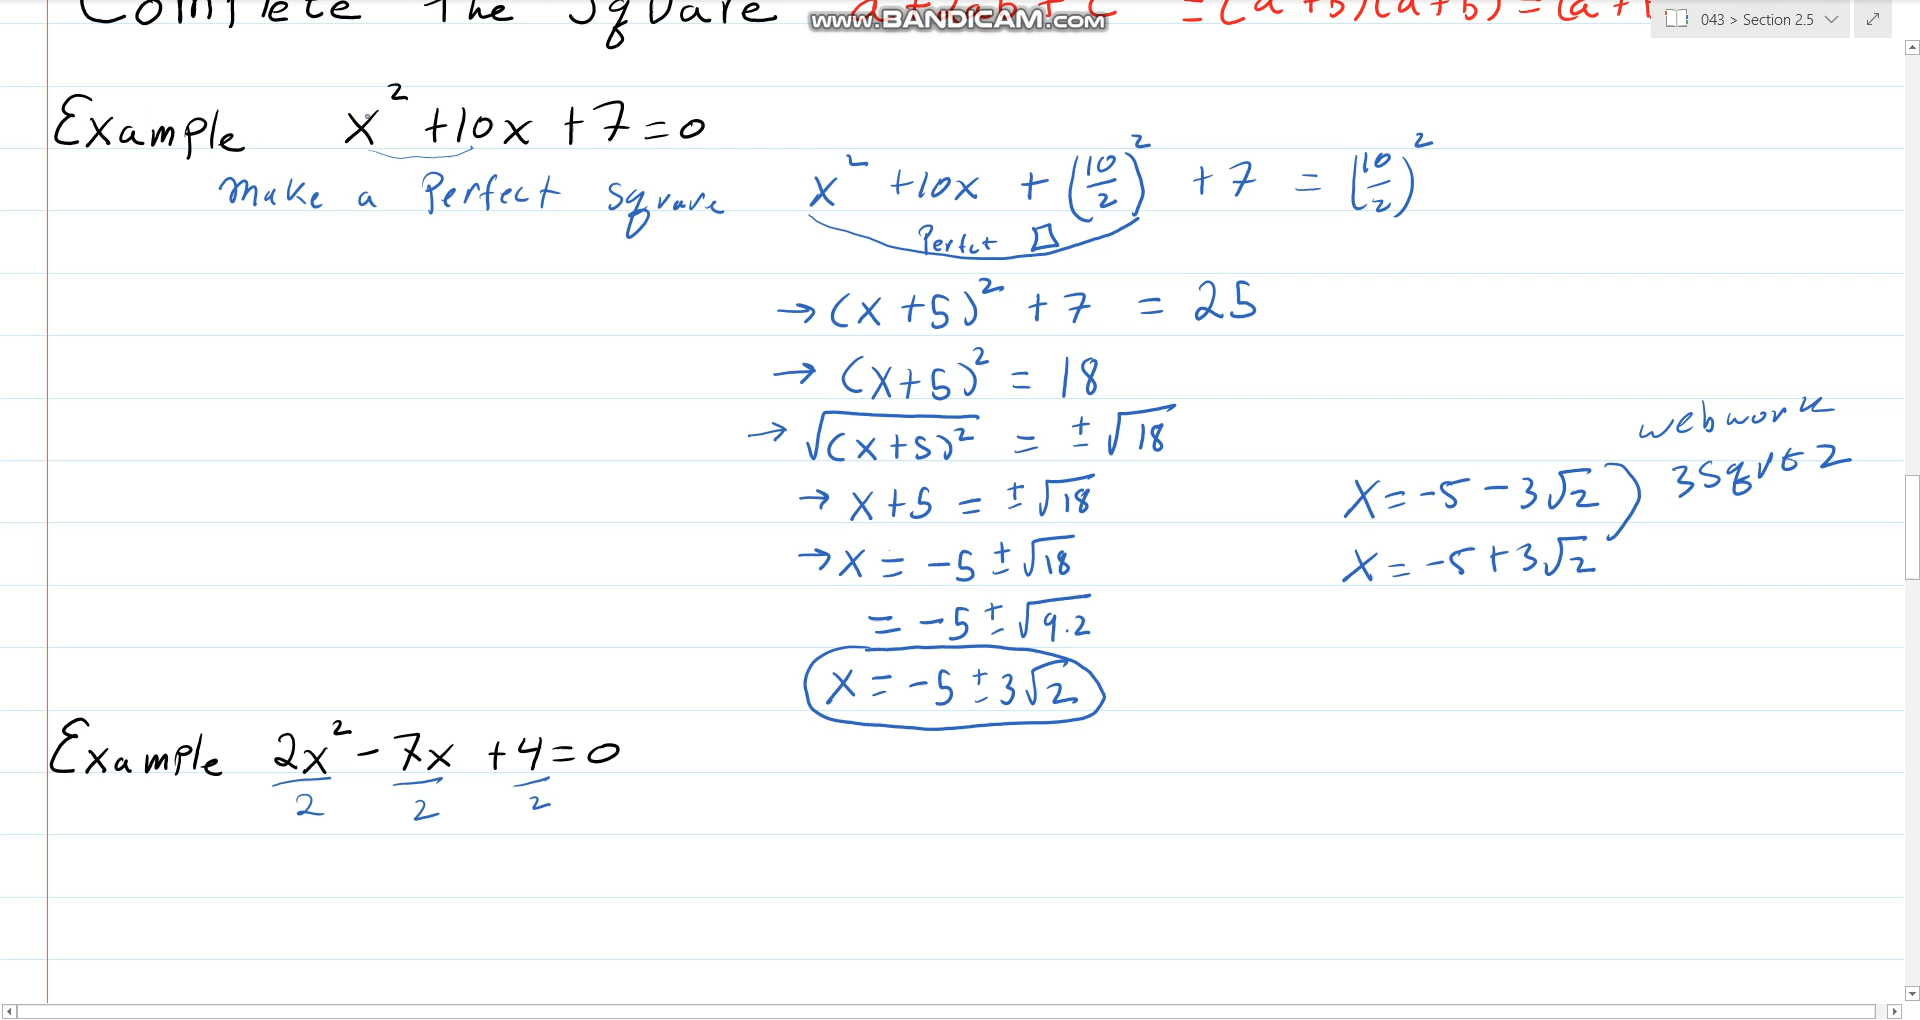 Complete The Square
www.BANDICAM.com
043 > Section 2.5
Example x² +10x +7 = 0
make a Perfect square
x² +10x + (10/2)² +7 = (10/2)²
Perfect □
→ (x +5)² +7 = 25
→ (x+5)² = 18
→ √(x+5)² = ± √18
→ x+5 = ±√18
→ x = -5 ± √18
= -5 ± √9.2
x = -5 ± 3√2
x = -5 - 3√2
x = -5 + 3√2
webwork
3sqrt2
Example 2x² - 7x +4 = 0
2 2 2